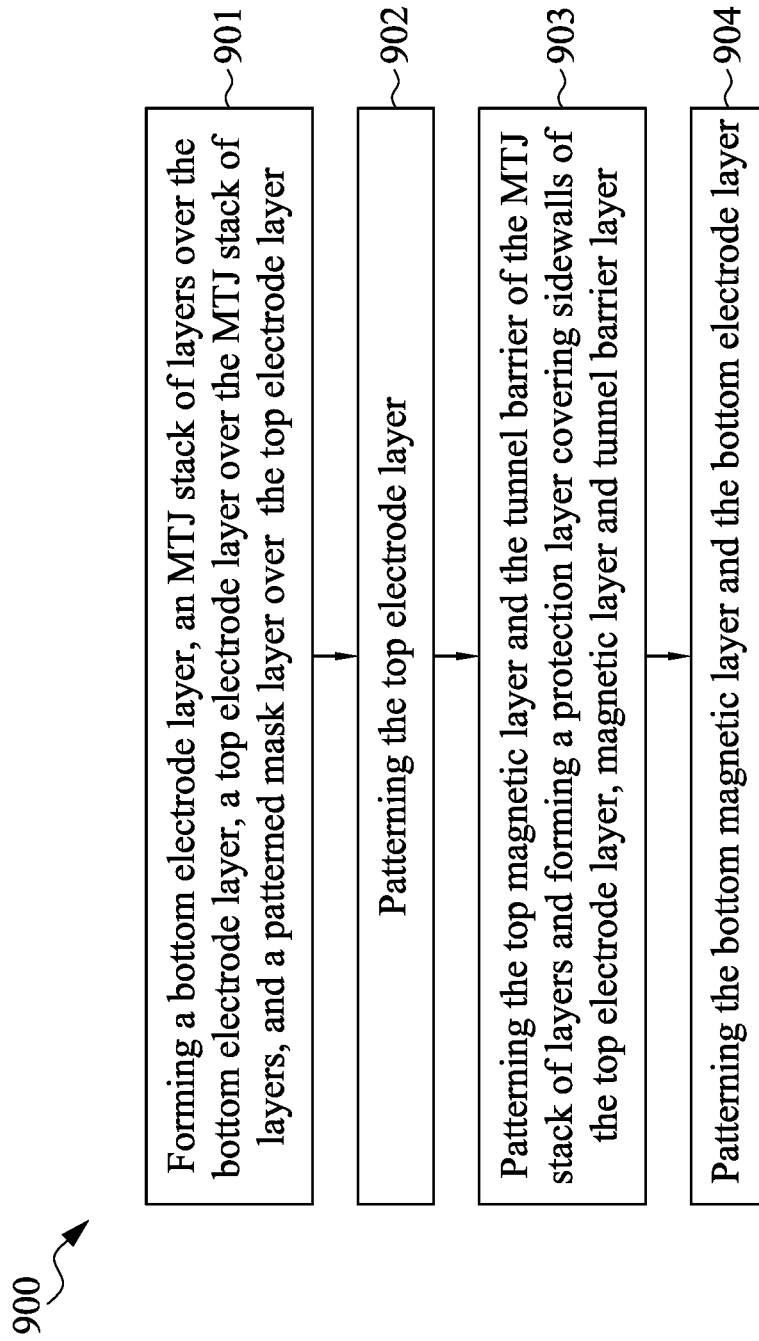 900
Forming a bottom electrode layer, an MTJ stack of layers over the
bottom electrode layer, a top electrode layer over the MTJ stack of
layers, and a patterned mask layer over the top electrode layer
901
Patterning the top electrode layer
902
Patterning the top magnetic layer and the tunnel barrier of the MTJ
stack of layers and forming a protection layer covering sidewalls of
the top electrode layer, magnetic layer and tunnel barrier layer
903
Patterning the bottom magnetic layer and the bottom electrode layer
904